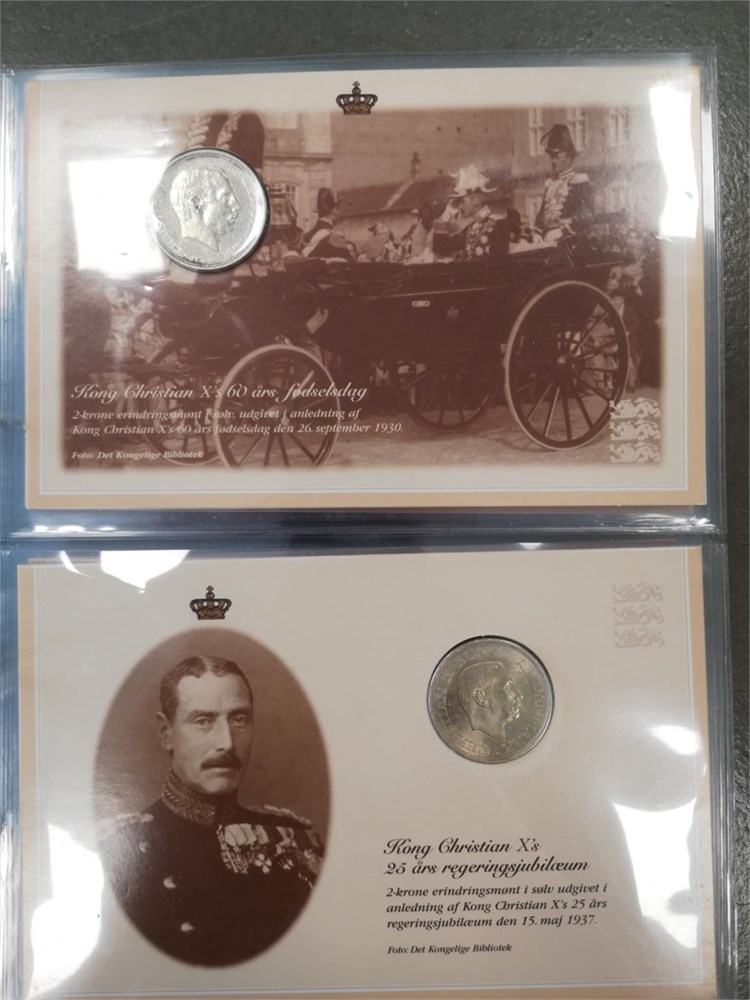 Kong Christian X's 60 års fødselsdag
2-krone erindringsmønt i sølv, udgivet i anledning af
Kong Christian X's 60 års fødselsdag den 26. september 1930.
Foto: Det Kongelige Bibliotek
Kong Christian X's
25 års regeringsjubilæum
2-krone erindringsmønt i sølv udgivet i
anledning af Kong Christian X's 25 års
regeringsjubilæum den 15. maj 1937.
Foto: Det Kongelige Bibliotek